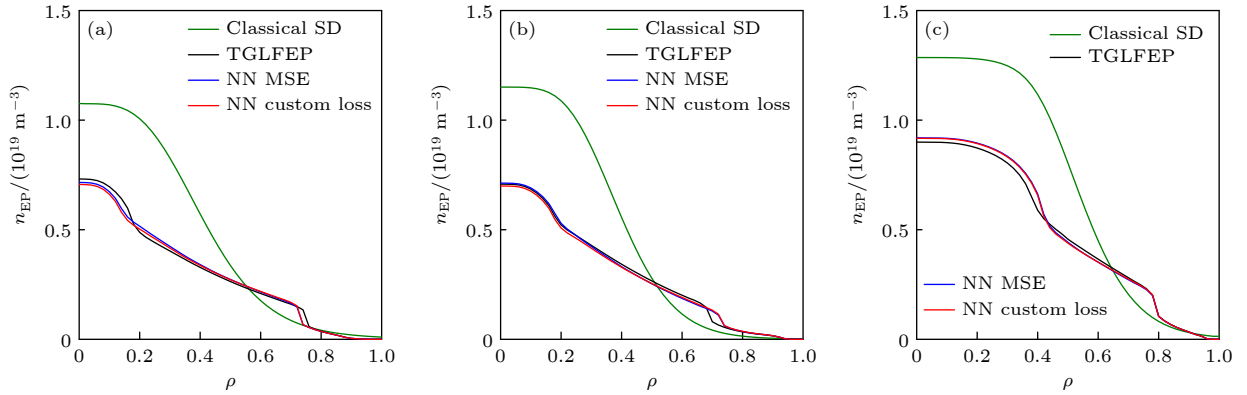 (a)
Classical SD
TGLFEP
NN MSE
NN custom loss
1.5
1.0
0.5
0
n_EP/(10^19 m^−3)
0 0.2 0.4 0.6 0.8 1.0
ρ
(b)
Classical SD
TGLFEP
NN MSE
NN custom loss
1.5
1.0
0.5
0
n_EP/(10^19 m^−3)
0 0.2 0.4 0.6 0.8 1.0
ρ
(c)
Classical SD
TGLFEP
NN MSE
NN custom loss
1.5
1.0
0.5
0
n_EP/(10^19 m^−3)
0 0.2 0.4 0.6 0.8 1.0
ρ